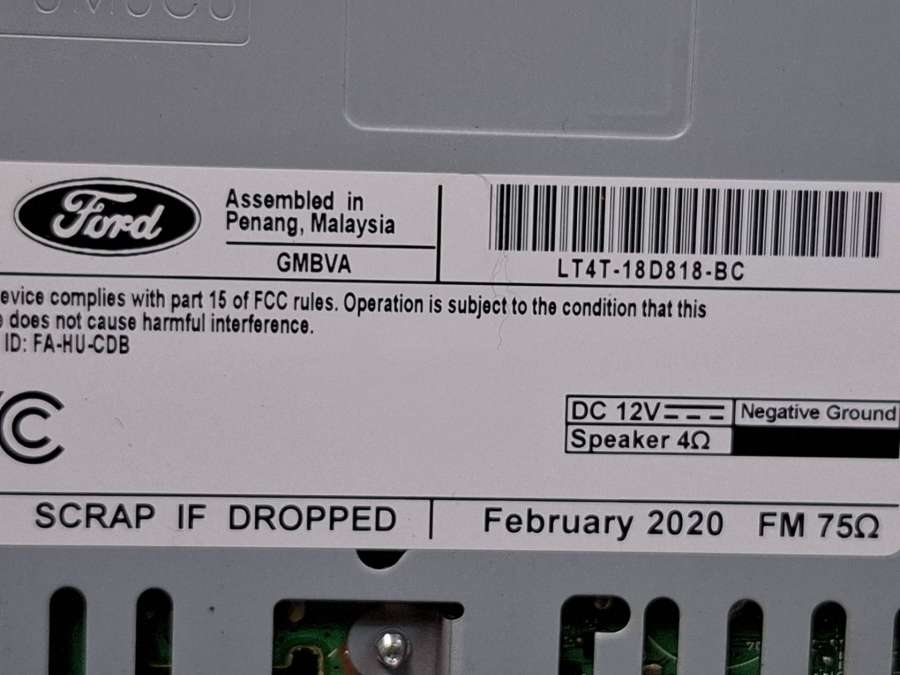 Ford
Assembled in
Penang, Malaysia
GMBVA
LT4T-18D818-BC
evice complies with part 15 of FCC rules. Operation is subject to the condition that this
does not cause harmful interference.
ID: FA-HU-CDB
DC 12V
Negative Ground
Speaker 4Ω
SCRAP IF DROPPED
February 2020 FM 75Ω